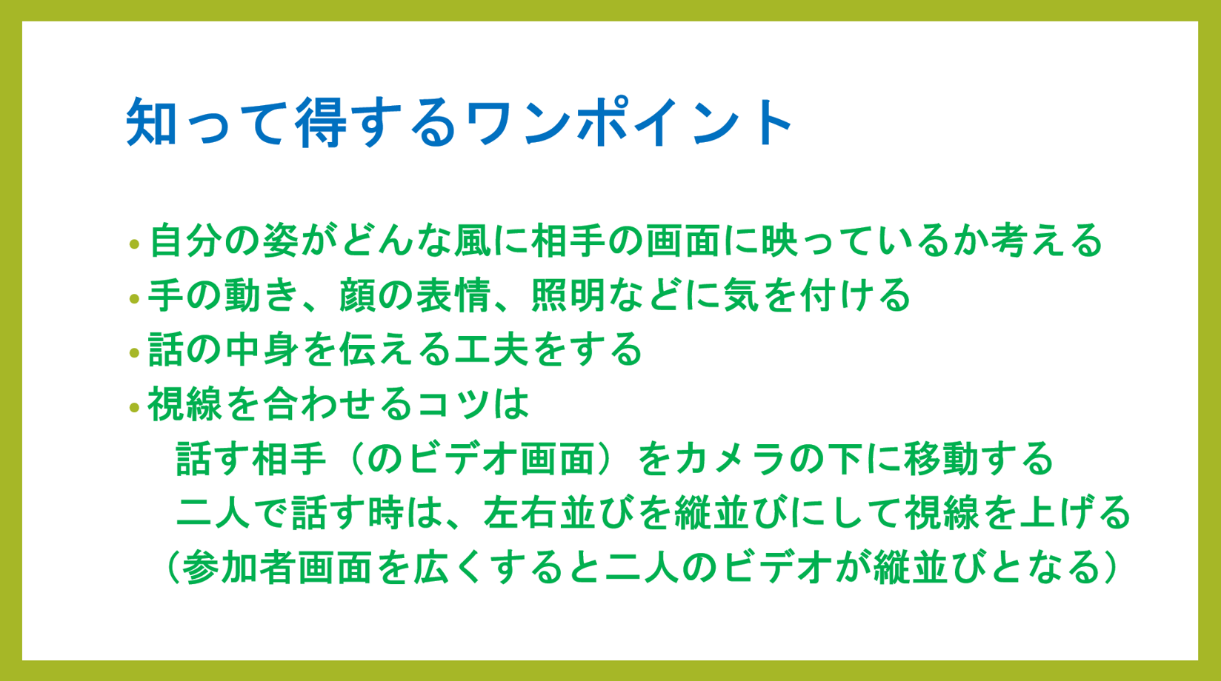 知って得するワンポイント
•自分の姿がどんな風に相手の画面に映っているか考える
•手の動き、顔の表情、照明などに気を付ける
•話の中身を伝える工夫をする
•視線を合わせるコツは
話す相手（のビデオ画面）をカメラの下に移動する
二人で話す時は、左右並びを縦並びにして視線を上げる
（参加者画面を広くすると二人のビデオが縦並びとなる）